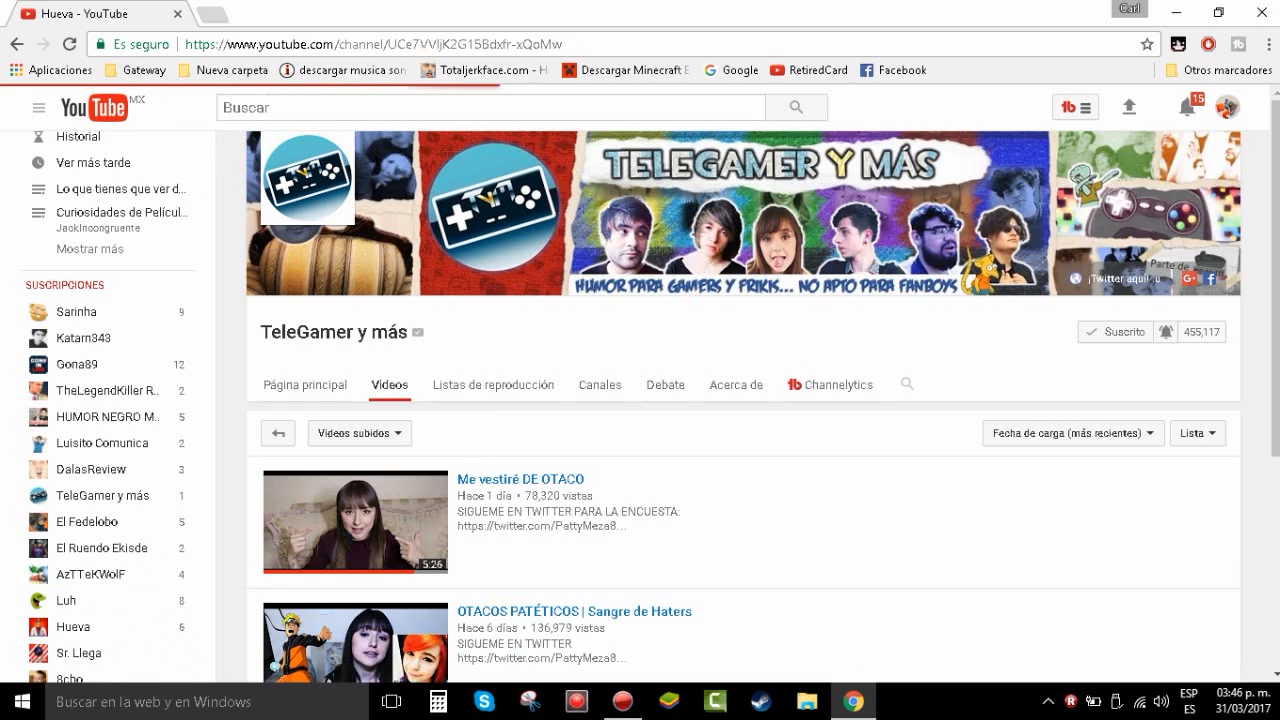 Hueva - YouTube
Carl
Es seguro
https://www.youtube.com/channel/UCe7VVljK2G15Bdxfr-xQoMw
Aplicaciones
Gateway
Nueva carpeta
descargar musica son
Totaljerkface.com - H
Descargar Minecraft E
Google
RetiredCard
Facebook
Otros marcadores
YouTube MX
Buscar
15
Historial
Ver más tarde
Lo que tienes que ver d...
Curiosidades de Películ...
JackIncongruente
Mostrar más
SUSCRIPCIONES
Sarinha 9
Katarn343
Gona89 12
TheLegendKiller R.. 2
HUMOR NEGRO M.. 5
Luisito Comunica 2
DalasReview 3
TeleGamer y más 1
El Fedelobo 5
El Ruendo Ekisde 2
AzTTeKWolF 4
Luh 8
Hueva 6
Sr. Llega
8cho
TELEGAMER Y MÁS
HUMOR PARA GAMERS Y FRIKIS... NO APTO PARA FANBOYS
Parte de
¡Twitter aquí! :u
TeleGamer y más
Suscrito
455,117
Página principal
Videos
Listas de reproducción
Canales
Debate
Acerca de
Channelytics
Videos subidos
Fecha de carga (más recientes)
Lista
5:26
Me vestiré DE OTACO
Hace 1 día • 78,320 vistas
SIGUEME EN TWITTER PARA LA ENCUESTA:
https://twitter.com/PattyMeza8...
OTACOS PATÉTICOS | Sangre de Haters
Hace 6 días • 136,979 vistas
SIGUEME EN TWITTER
https://twitter.com/PattyMeza8...
Buscar en la web y en Windows
ESP
ES
03:46 p. m.
31/03/2017